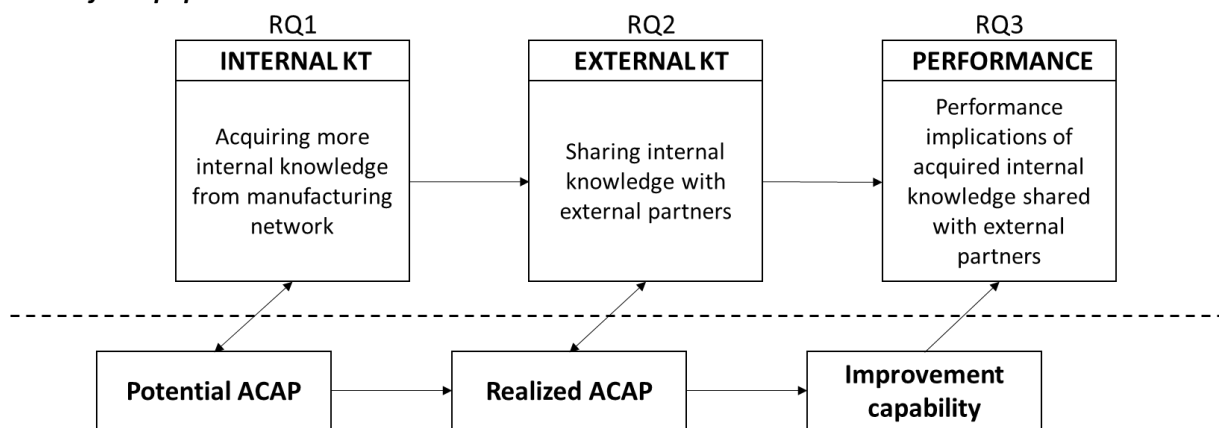 RQ1
RQ2
RQ3
INTERNAL KT
EXTERNAL KT
PERFORMANCE
Acquiring more
internal knowledge
from manufacturing
network
Sharing internal
knowledge with
external partners
Performance
implications of
acquired internal
knowledge shared
with external
partners
Potential ACAP
Realized ACAP
Improvement
capability